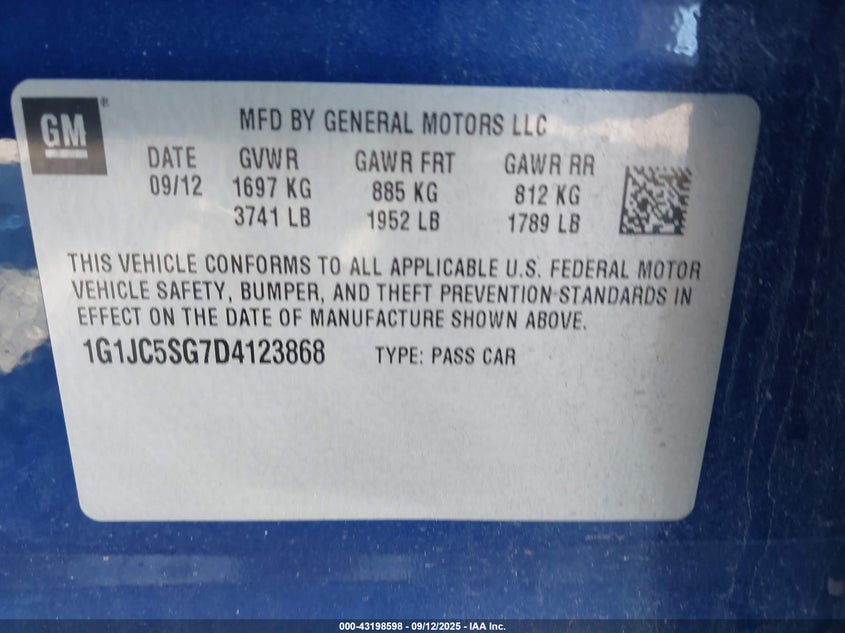 GM
®
MFD BY GENERAL MOTORS LLC
DATE GVWR GAWR FRT GAWR RR
09/12 1697 KG 885 KG 812 KG
3741 LB 1952 LB 1789 LB
THIS VEHICLE CONFORMS TO ALL APPLICABLE U.S. FEDERAL MOTOR
VEHICLE SAFETY, BUMPER, AND THEFT PREVENTION STANDARDS IN
EFFECT ON THE DATE OF MANUFACTURE SHOWN ABOVE.
1G1JC5SG7D4123868 TYPE: PASS CAR
000-43198598 - 09/12/2025 - IAA Inc.